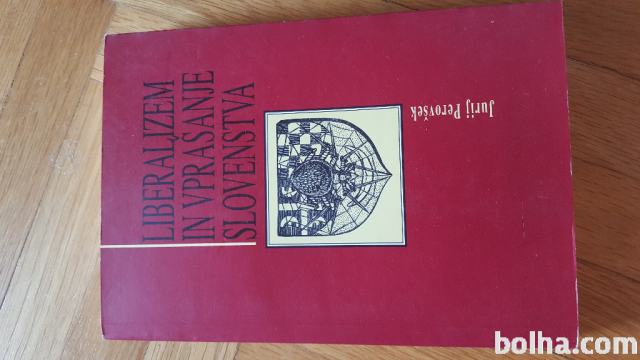 Jurij Perovšek
LIBERALIZEM
IN VPRAŠANJE
SLOVENSTVA
bolha.com